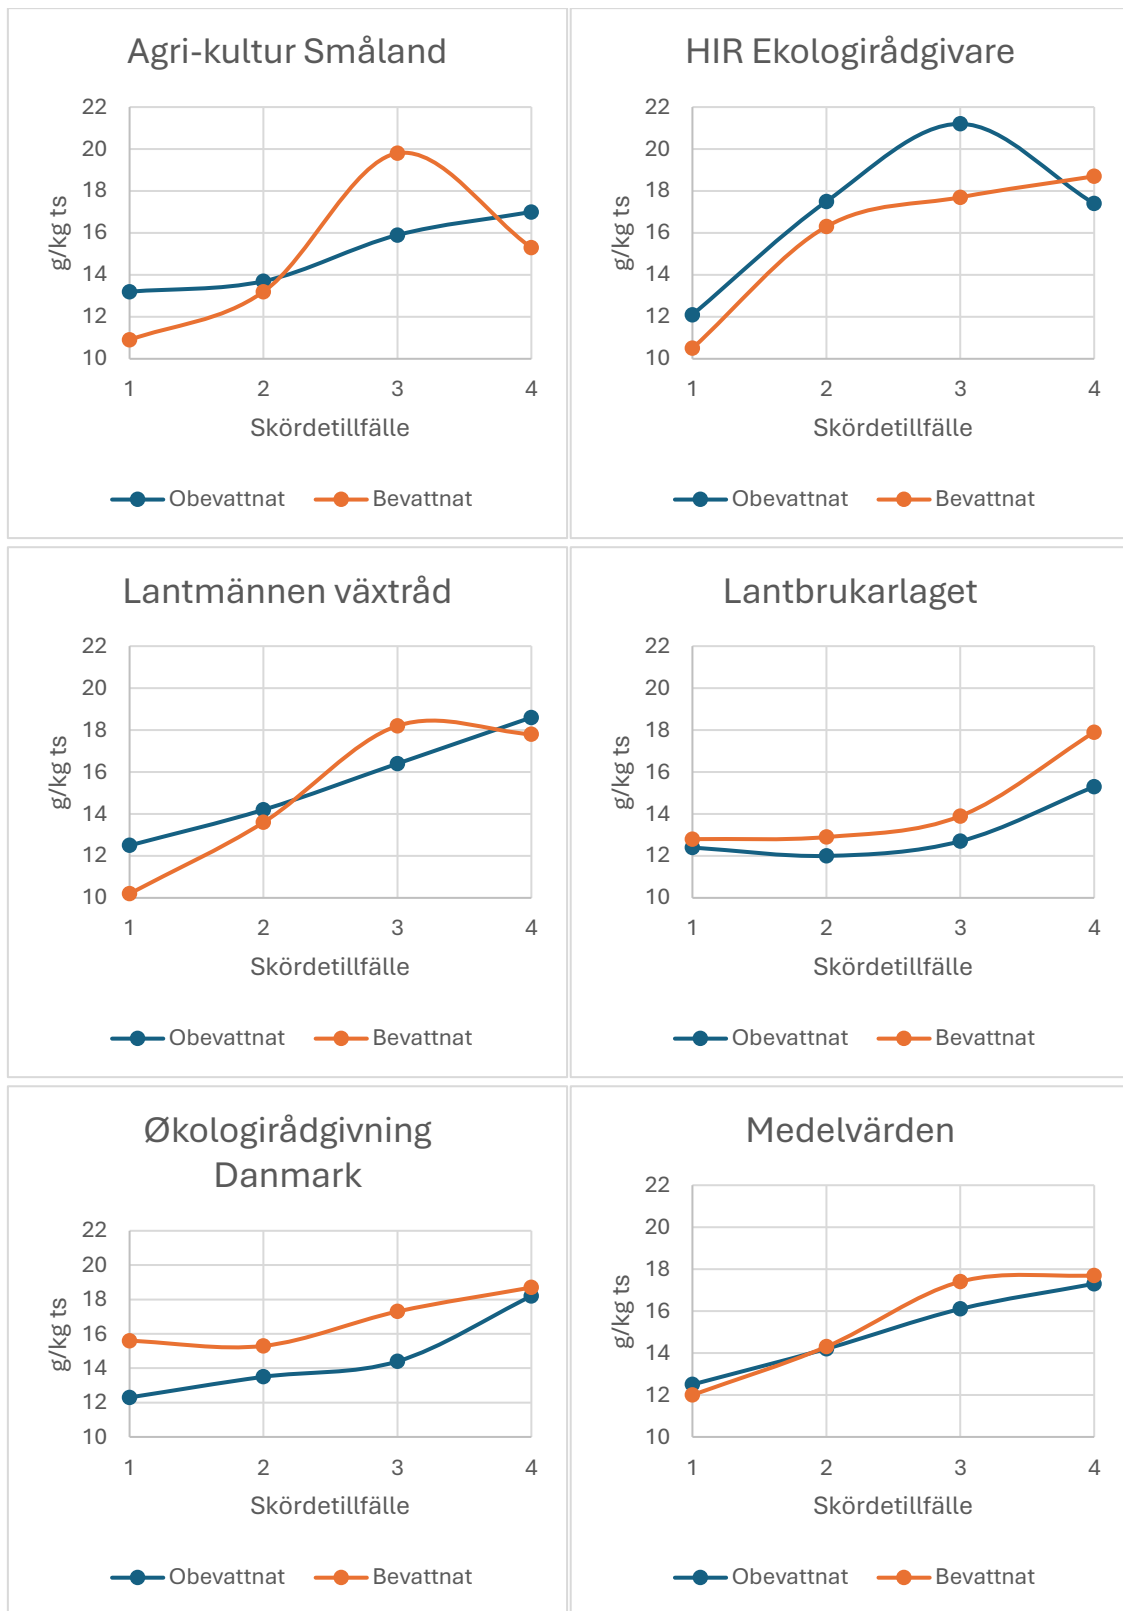 Agri-kultur Småland
22
20
18
16
14
12
10
g/kg ts
1 2 3 4
Skördetillfälle
Obevattnat Bevattnat
HIR Ekologirådgivare
22
20
18
16
14
12
10
g/kg ts
1 2 3 4
Skördetillfälle
Obevattnat Bevattnat
Lantmännen växtråd
22
20
18
16
14
12
10
g/kg ts
1 2 3 4
Skördetillfälle
Obevattnat Bevattnat
Lantbrukarlaget
22
20
18
16
14
12
10
g/kg ts
1 2 3 4
Skördetillfälle
Obevattnat Bevattnat
Økologirådgivning
Danmark
22
20
18
16
14
12
10
g/kg ts
1 2 3 4
Skördetillfälle
Obevattnat Bevattnat
Medelvärden
22
20
18
16
14
12
10
g/kg ts
1 2 3 4
Skördetillfälle
Obevattnat Bevattnat